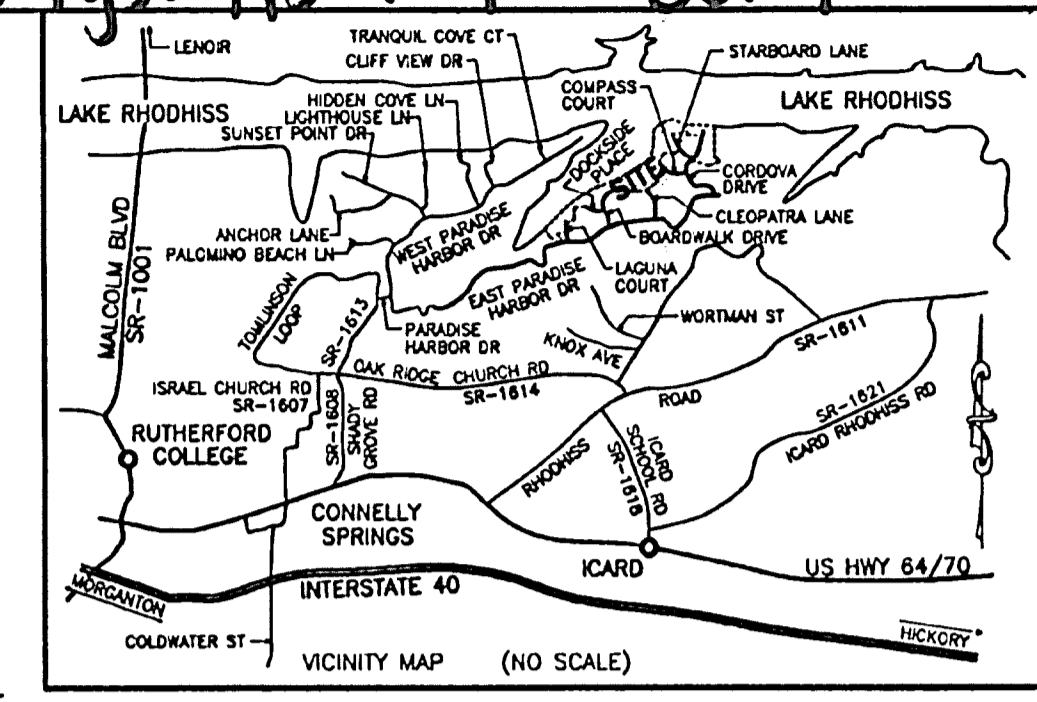 LENOIR
TRANQUIL COVE CT
CLIFF VIEW DR
STARBOARD LANE
COMPASS
COURT
LAKE RHODHISS
LAKE RHODHISS
HIDDEN COVE LN
LIGHTHOUSE LN
SUNSET POINT DR
DOCKSIDE
PLACE
SITE
CORDOVA
DRIVE
CLEOPATRA LANE
BOARDWALK DRIVE
ANCHOR LANE
PALOMINO BEACH LN
WEST PARADISE
HARBOR DR
LAGUNA
COURT
EAST PARADISE
HARBOR DR
MALCOLM BLVD
SR-1001
TOMLINSON
LOOP
SR-1613
PARADISE
HARBOR DR
WORTMAN ST
KNOX AVE
SR-1611
OAK RIDGE CHURCH RD
SR-1614
ROAD
ISRAEL CHURCH RD
SR-1607
SR-1608
SHADY
GROVE RD
RHODHISS
ICARD
SCHOOL RD
SR-1618
SR-1621
ICARD RHODHISS RD
RUTHERFORD
COLLEGE
CONNELLY
SPRINGS
ICARD
US HWY 64/70
MORGANTON
INTERSTATE 40
HICKORY
COLDWATER ST
VICINITY MAP (NO SCALE)